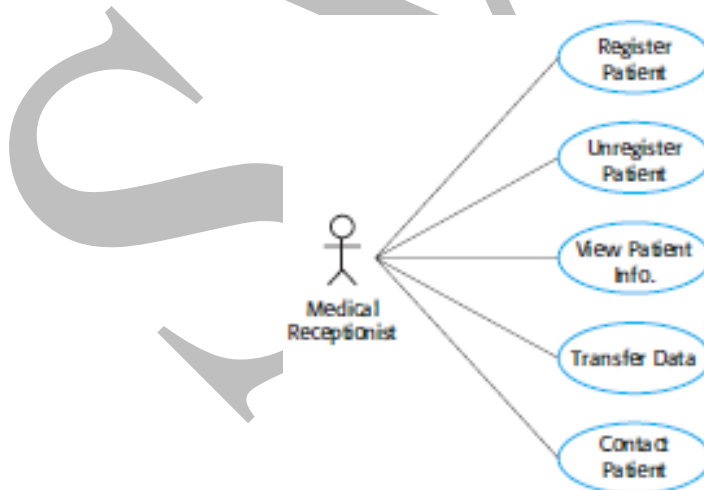 Register
Patient
Unregister
Patient
View Patient
Info.
Medical
Receptionist
Transfer Data
Contact
Patient